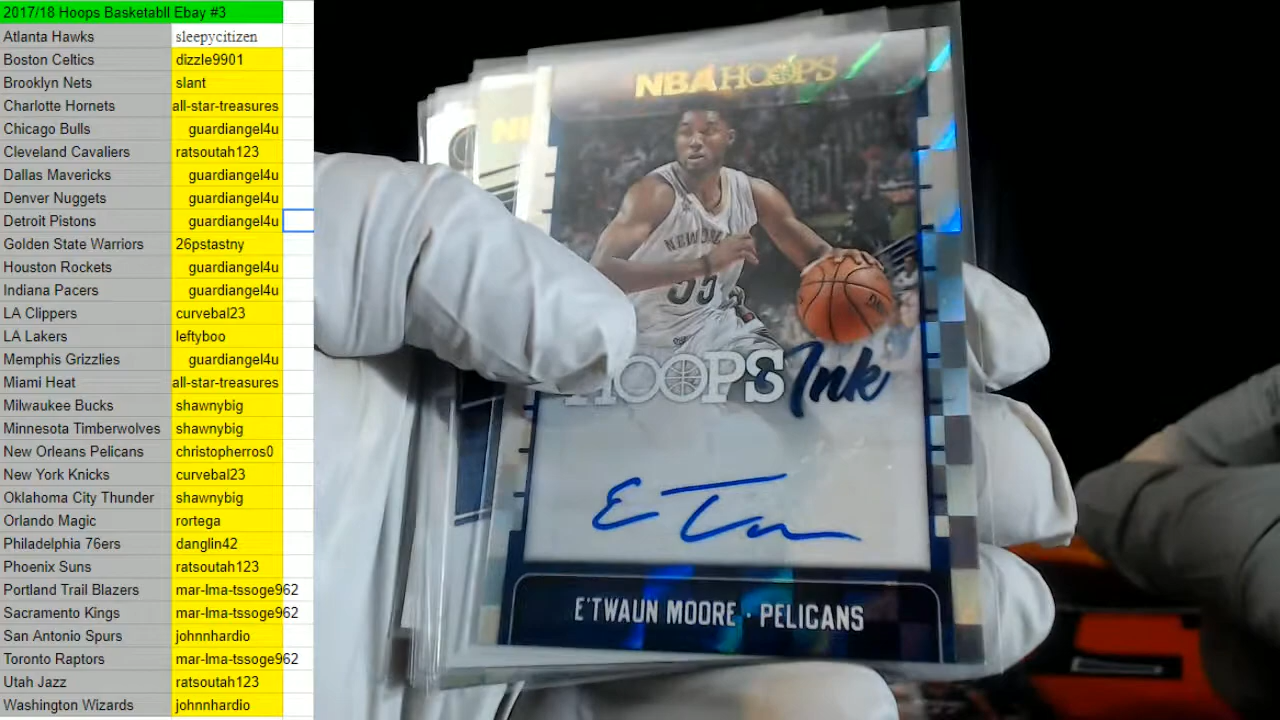 2017/18 Hoops Basketabll Ebay #3
Atlanta Hawks sleepycitizen
Boston Celtics dizzle9901
Brooklyn Nets slant
Charlotte Hornets all-star-treasures
Chicago Bulls guardiangel4u
Cleveland Cavaliers ratsoutah123
Dallas Mavericks guardiangel4u
Denver Nuggets guardiangel4u
Detroit Pistons guardiangel4u
Golden State Warriors 26pstastny
Houston Rockets guardiangel4u
Indiana Pacers guardiangel4u
LA Clippers curvebal23
LA Lakers leftyboo
Memphis Grizzlies guardiangel4u
Miami Heat all-star-treasures
Milwaukee Bucks shawnybig
Minnesota Timberwolves shawnybig
New Orleans Pelicans christopherros0
New York Knicks curvebal23
Oklahoma City Thunder shawnybig
Orlando Magic rortega
Philadelphia 76ers danglin42
Phoenix Suns ratsoutah123
Portland Trail Blazers mar-lma-tssoge962
Sacramento Kings mar-lma-tssoge962
San Antonio Spurs johnnhardio
Toronto Raptors mar-lma-tssoge962
Utah Jazz ratsoutah123
Washington Wizards johnnhardio
NBA HOOPS
55
HOOPS Ink
E'TWAUN MOORE · PELICANS